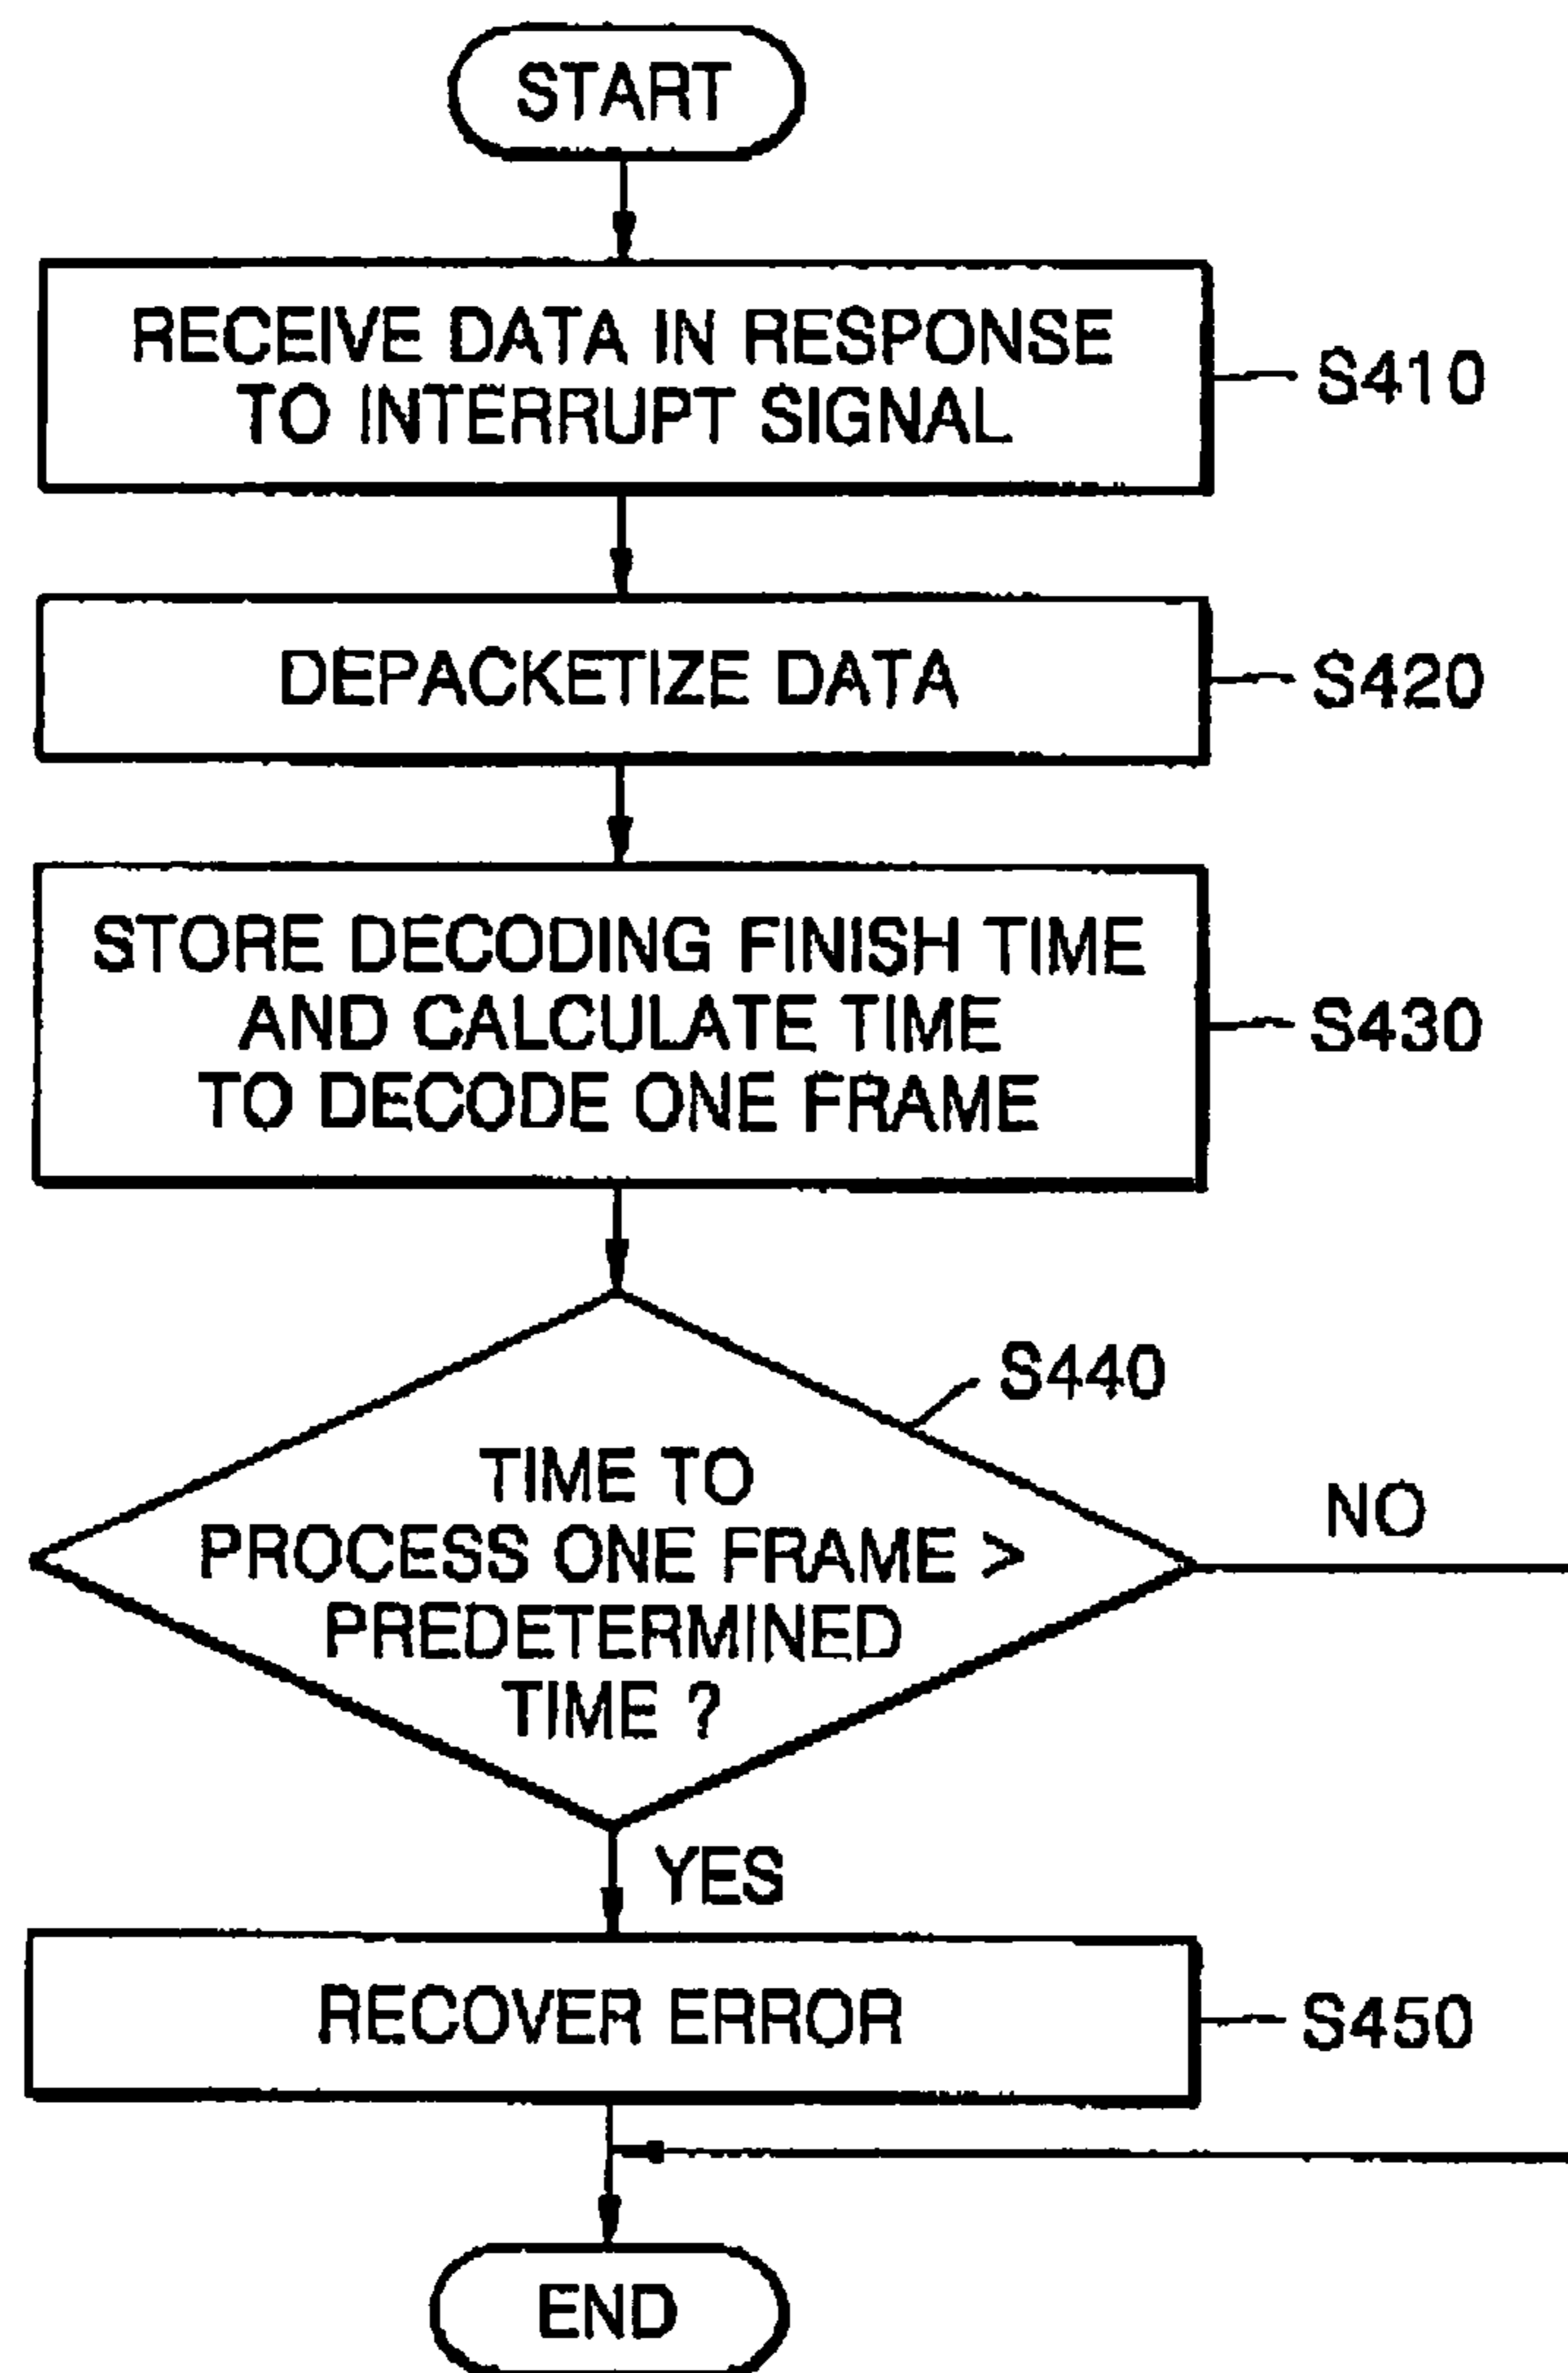 START
RECEIVE DATA IN RESPONSE
TO INTERRUPT SIGNAL
S410
DEPACKETIZE DATA
S420
STORE DECODING FINISH TIME
AND CALCULATE TIME
TO DECODE ONE FRAME
S430
S440
TIME TO
PROCESS ONE FRAME >
PREDETERMINED
TIME ?
NO
YES
RECOVER ERROR
S450
END